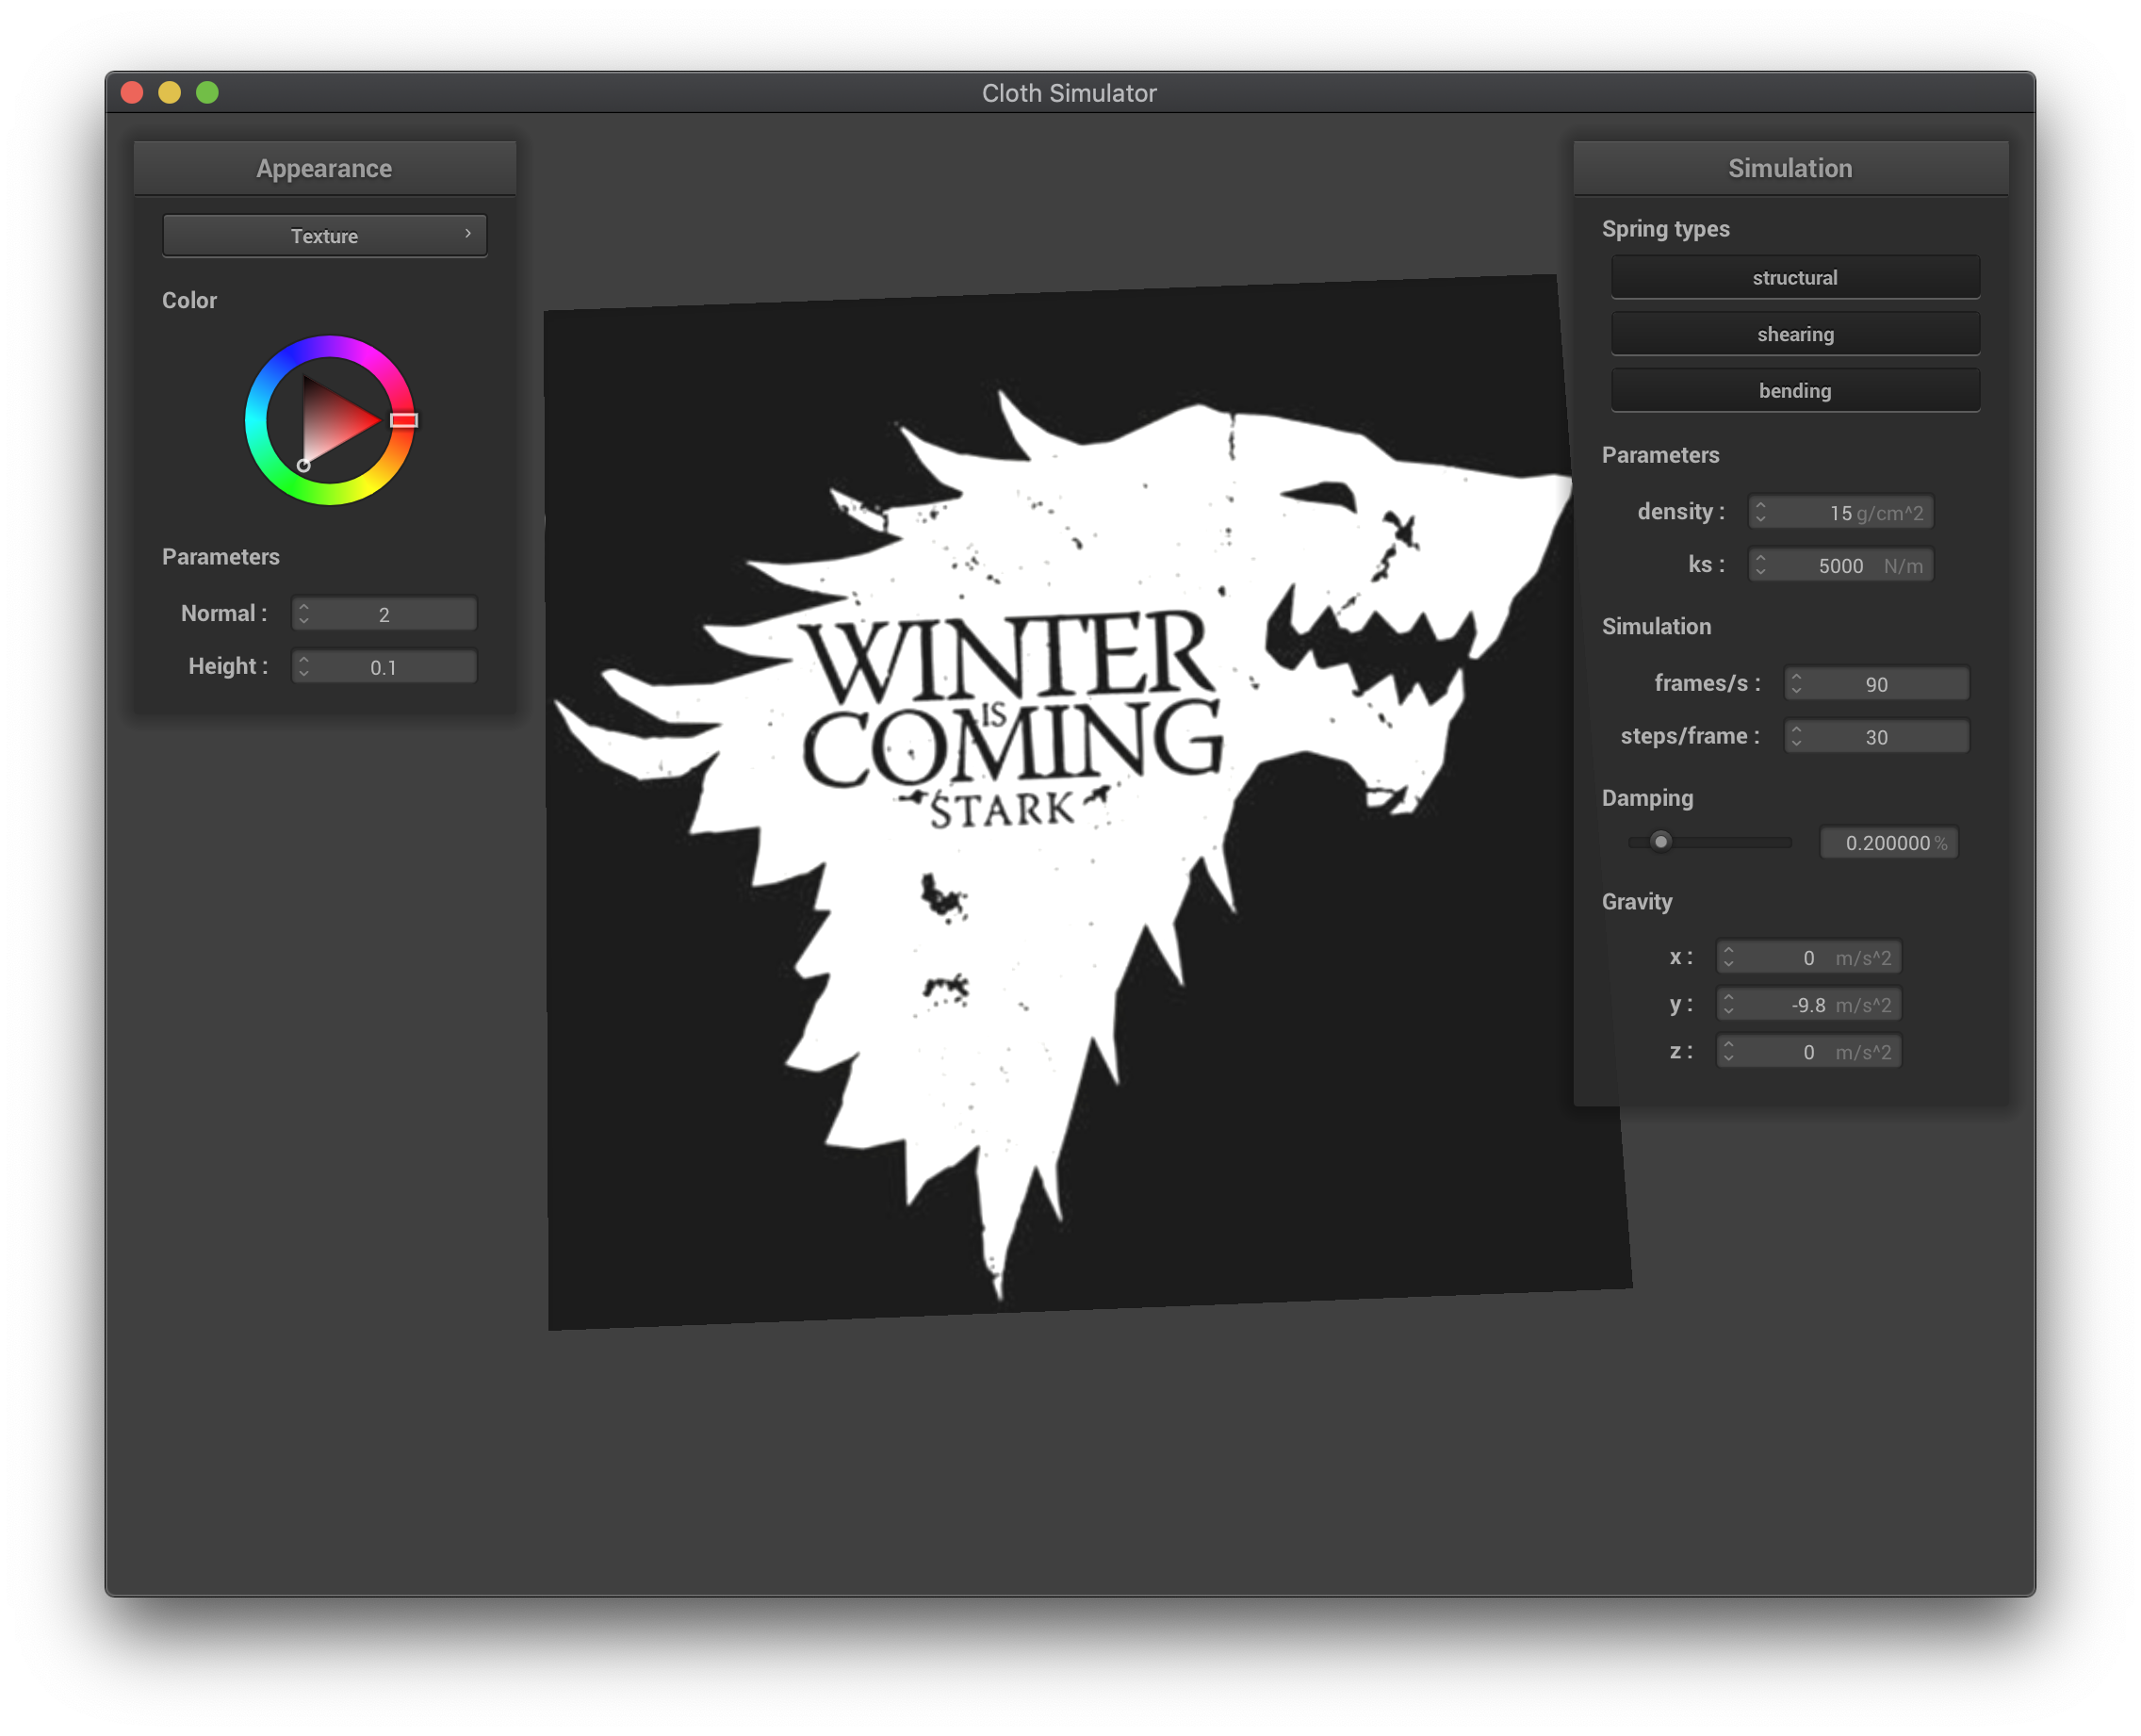 Cloth Simulator
Appearance
Texture
Color
Parameters
Normal : 2
Height : 0.1
WINTER
IS
COMING
STARK
Simulation
Spring types
structural
shearing
bending
Parameters
density : 15 g/cm^2
ks : 5000 N/m
Simulation
frames/s : 90
steps/frame : 30
Damping
0.200000 %
Gravity
x : 0 m/s^2
y : -9.8 m/s^2
z : 0 m/s^2